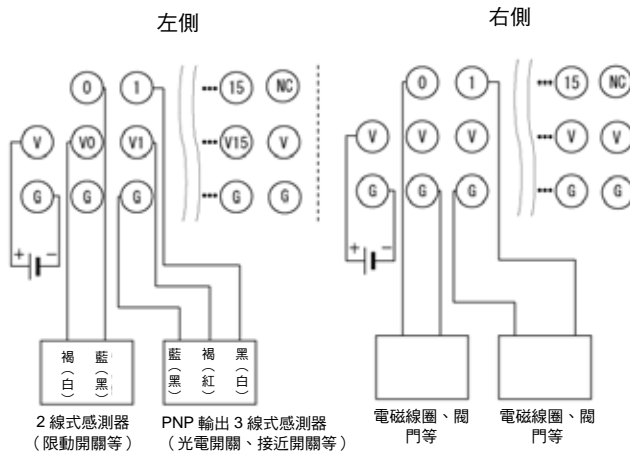 左側
右側
0 1 ··· 15 NC
V V0 V1 ··· V15 V
G G G ··· G G
+ −
褐（白） 藍（黑）
藍（黑） 褐（紅） 黑（白）
2 線式感測器
（限動開關等）
PNP 輸出 3 線式感測器
（光電開關、接近開關等）
0 1 ··· 15 NC
V V V ··· V V
G G G ··· G G
+ −
電磁線圈、閥
門等
電磁線圈、閥
門等